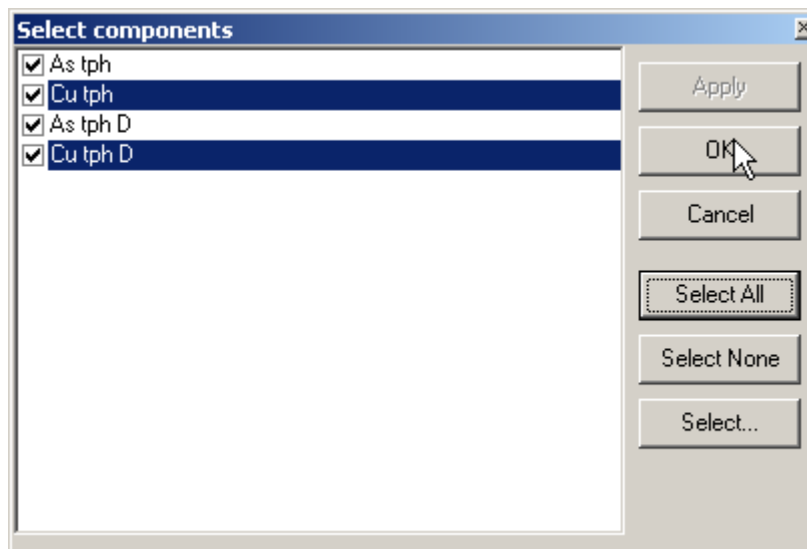 Select components
As tph
Cu tph
As tph D
Cu tph D
Apply
OK
Cancel
Select All
Select None
Select...